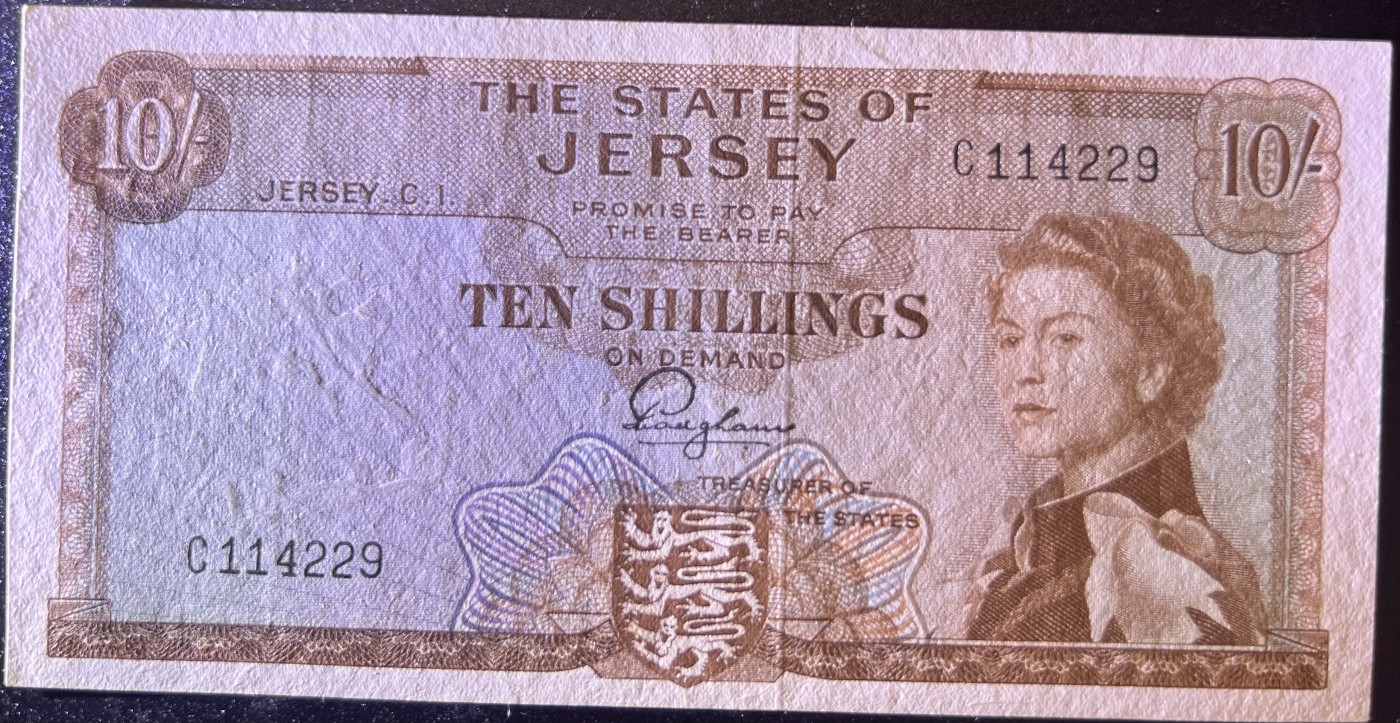 10/-
THE STATES OF
JERSEY
C114229
10/-
JERSEY. C.I.
PROMISE TO PAY
THE BEARER
TEN SHILLINGS
ON DEMAND
TREASURER OF
THE STATES
C114229